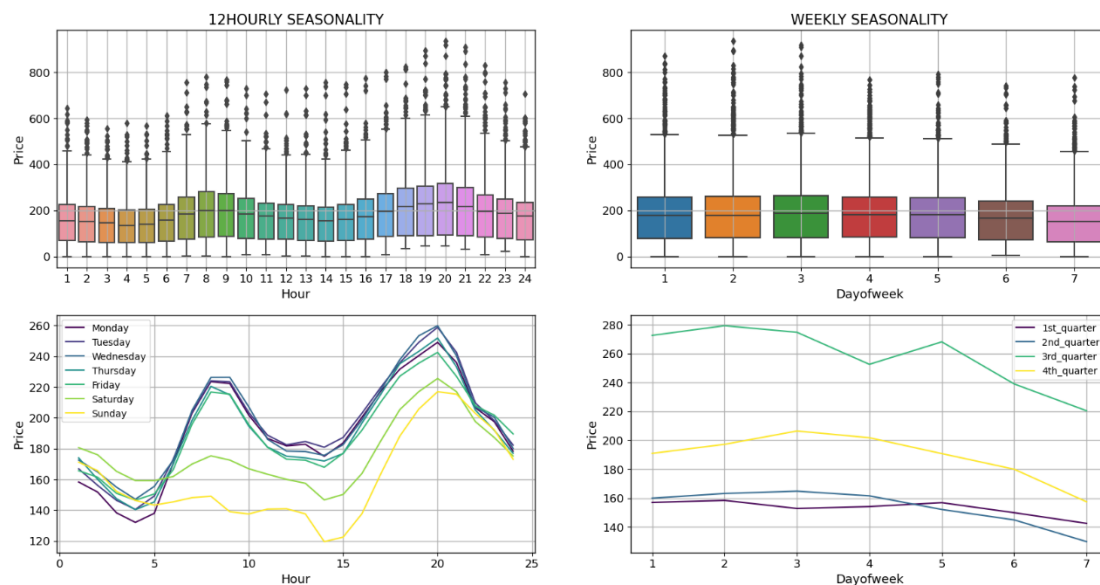 12HOURLY SEASONALITY
Price
800
600
400
200
0
1 2 3 4 5 6 7 8 9 10 11 12 13 14 15 16 17 18 19 20 21 22 23 24
Hour
WEEKLY SEASONALITY
Price
800
600
400
200
0
1 2 3 4 5 6 7
Dayofweek
Price
260
240
220
200
180
160
140
120
Monday
Tuesday
Wednesday
Thursday
Friday
Saturday
Sunday
0 5 10 15 20 25
Hour
Price
280
260
240
220
200
180
160
140
1st_quarter
2nd_quarter
3rd_quarter
4th_quarter
1 2 3 4 5 6 7
Dayofweek